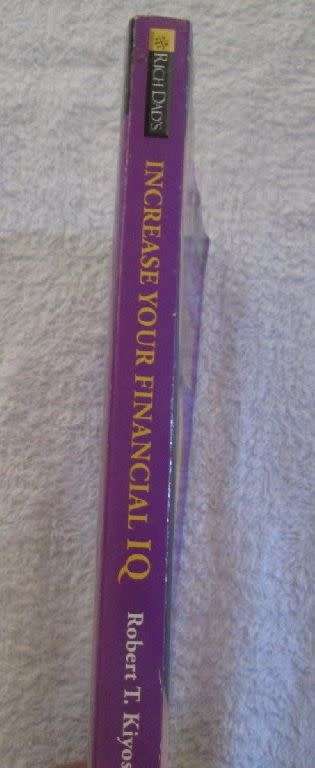 RICH DAD'S
INCREASE YOUR FINANCIAL IQ
Robert T. Kiyos